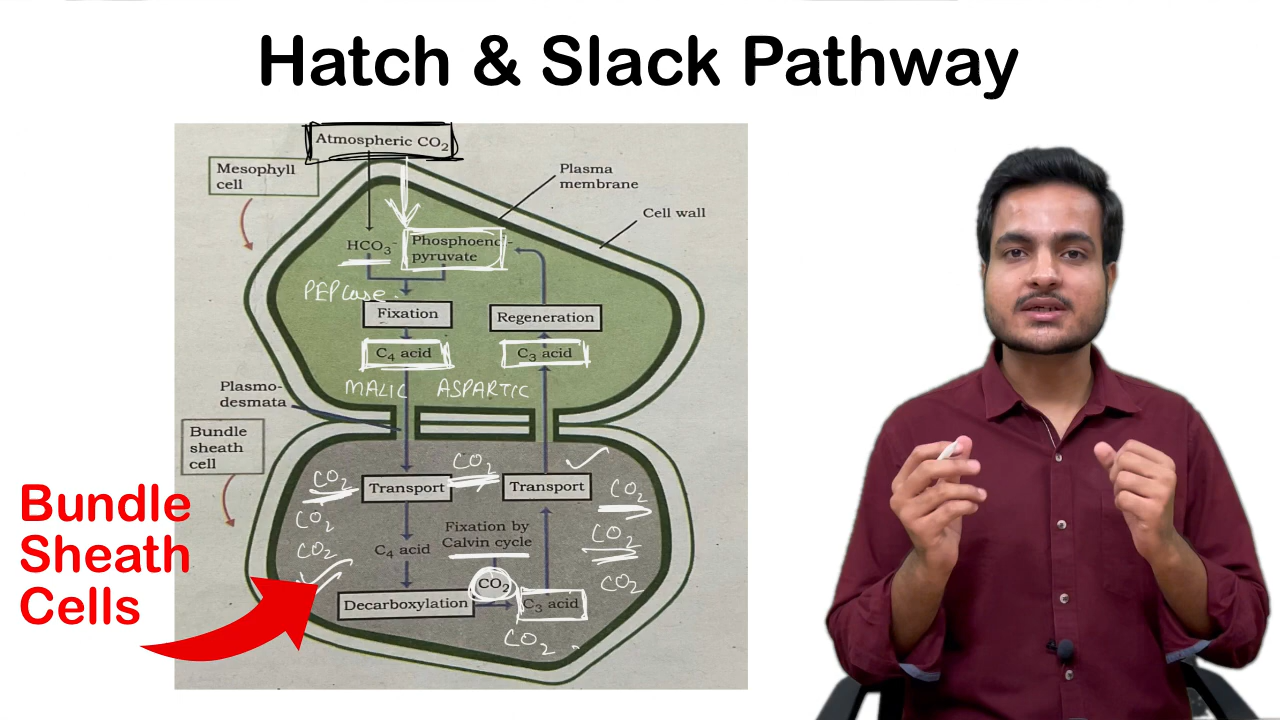 Hatch & Slack Pathway
Atmospheric CO₂
Mesophyll
cell
Plasma
membrane
Cell wall
HCO₃⁻
Phosphoenol-
pyruvate
PEPcase.
Fixation
Regeneration
C₄ acid
C₃ acid
MALIC
ASPARTIC
Plasmo-
desmata
Bundle
sheath
cell
CO₂
CO₂
Transport
Transport
CO₂
CO₂
CO₂
CO₂
CO₂
Fixation by
Calvin cycle
C₄ acid
CO₂
Decarboxylation
C₃ acid
CO₂
Bundle
Sheath
Cells